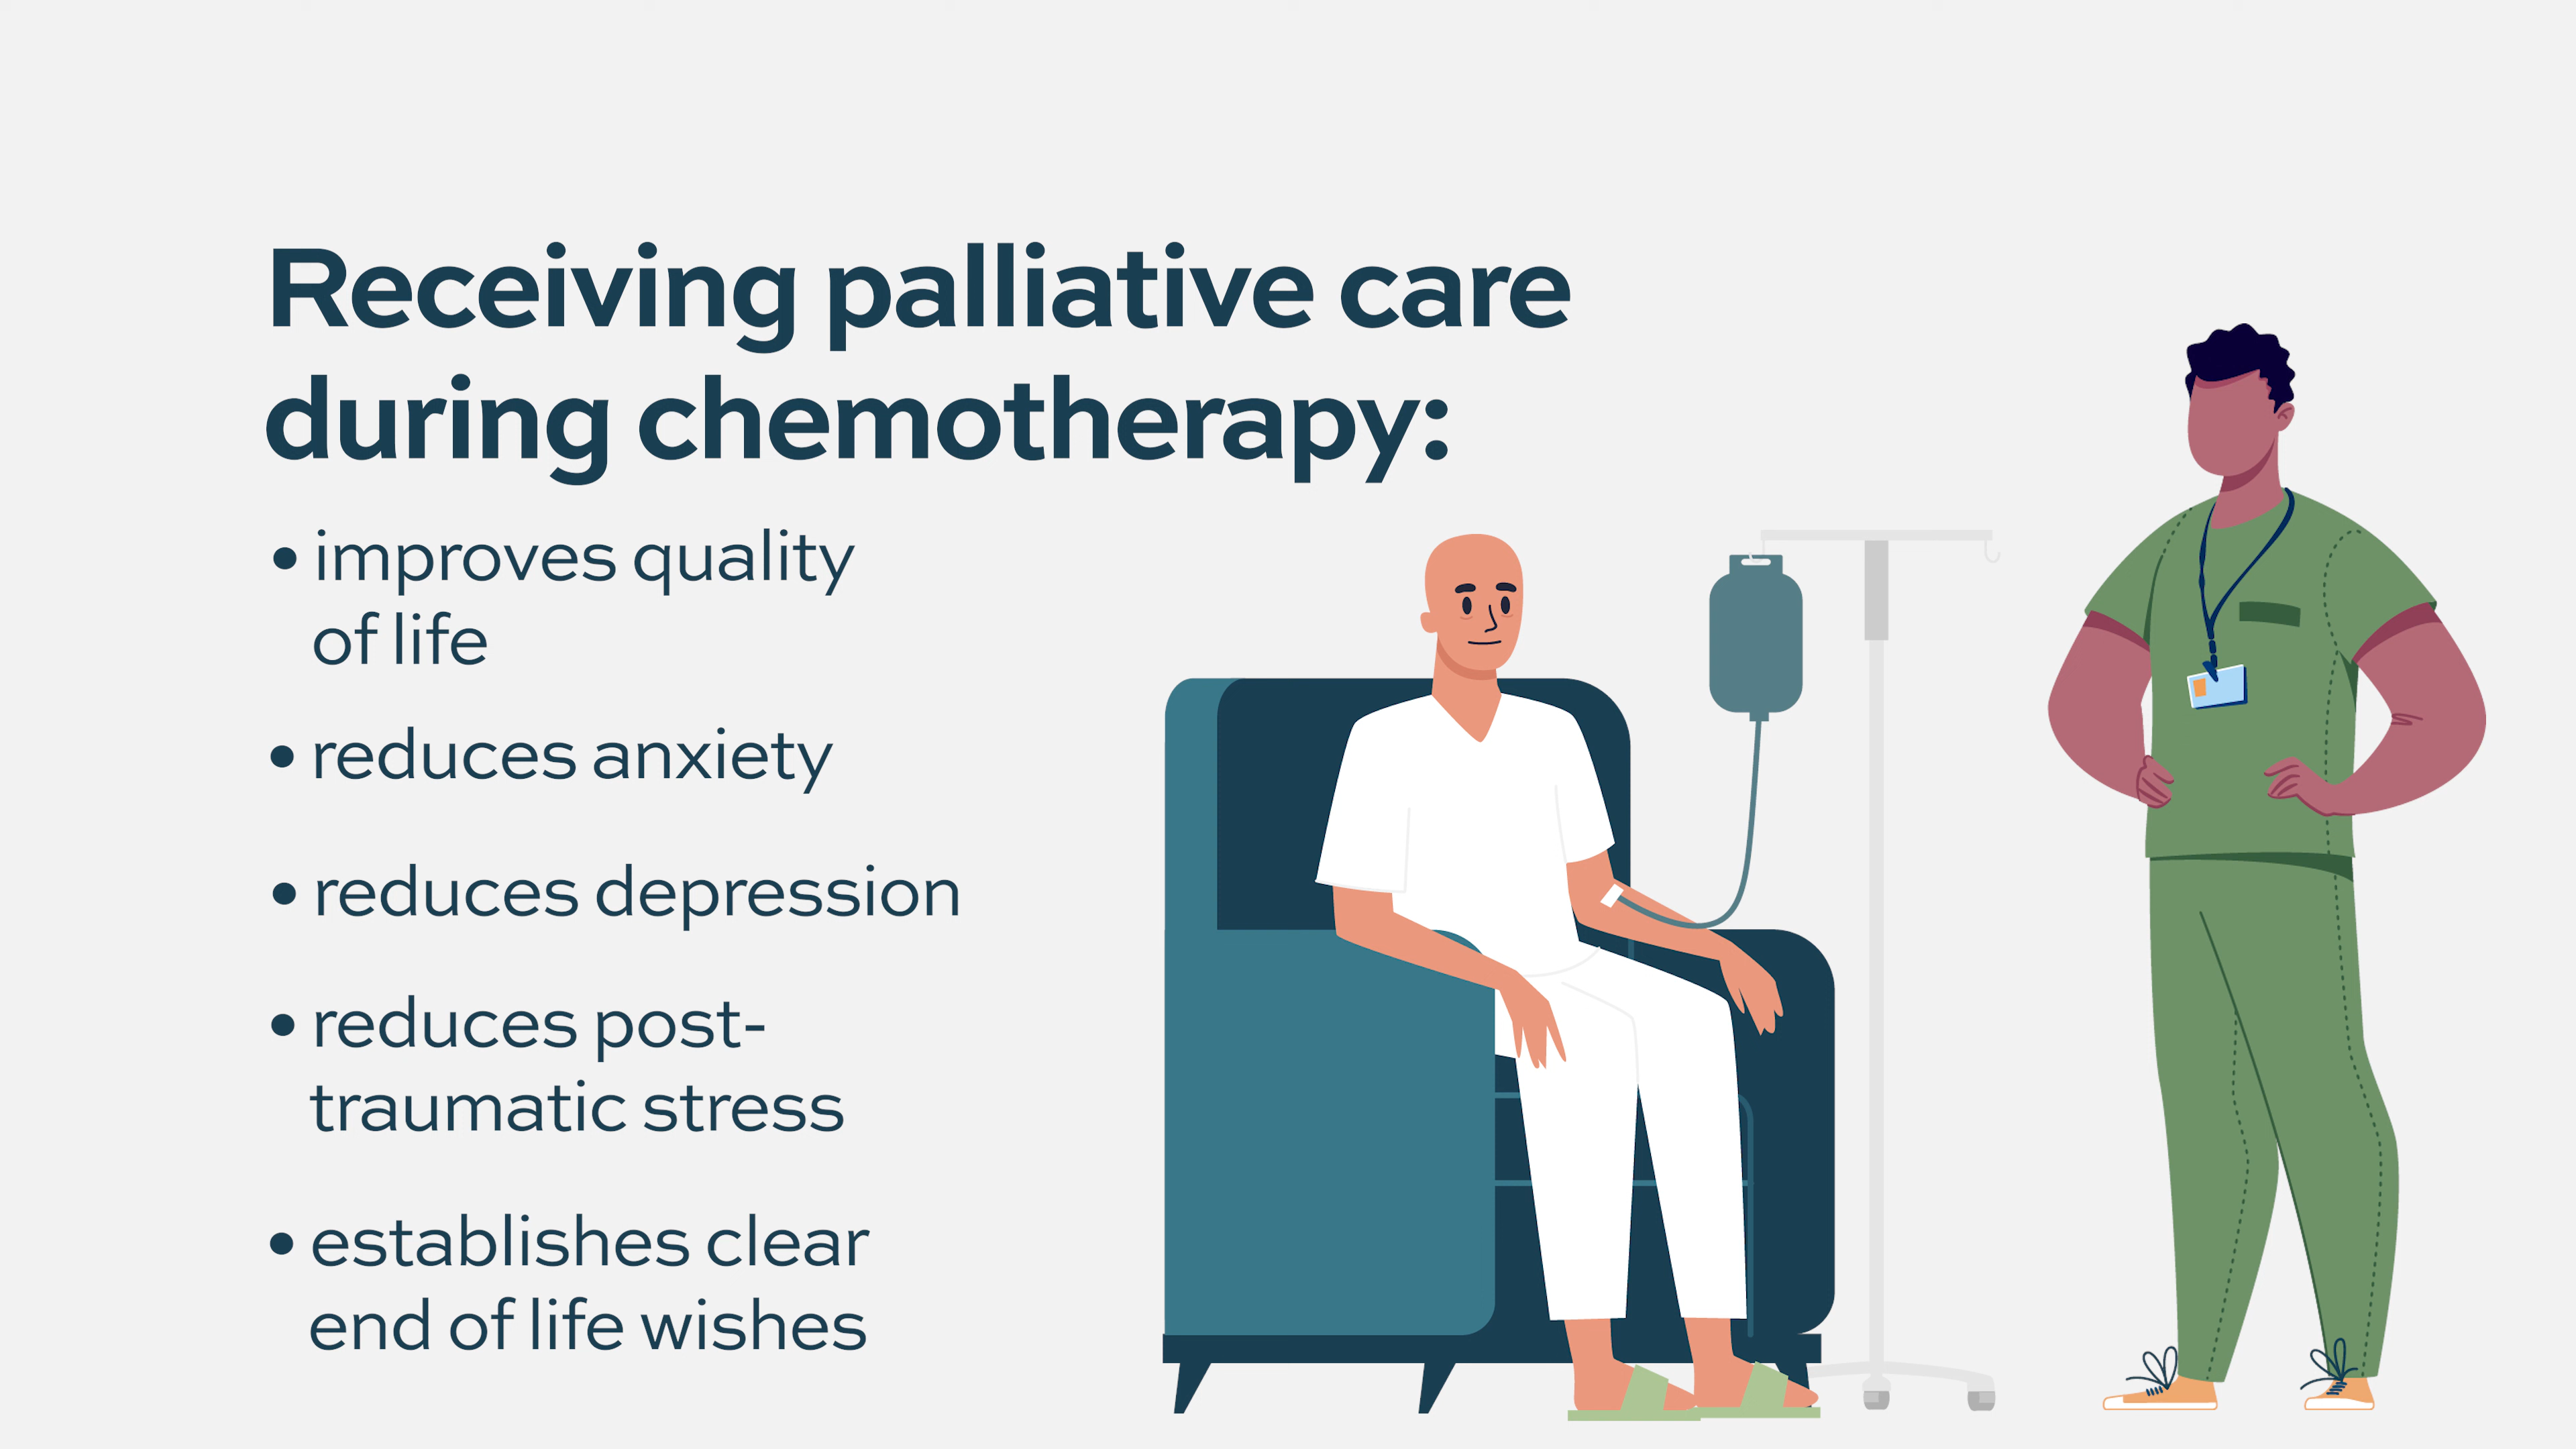 Receiving palliative care
during chemotherapy:
• improves quality
of life
• reduces anxiety
• reduces depression
• reduces post-
traumatic stress
• establishes clear
end of life wishes